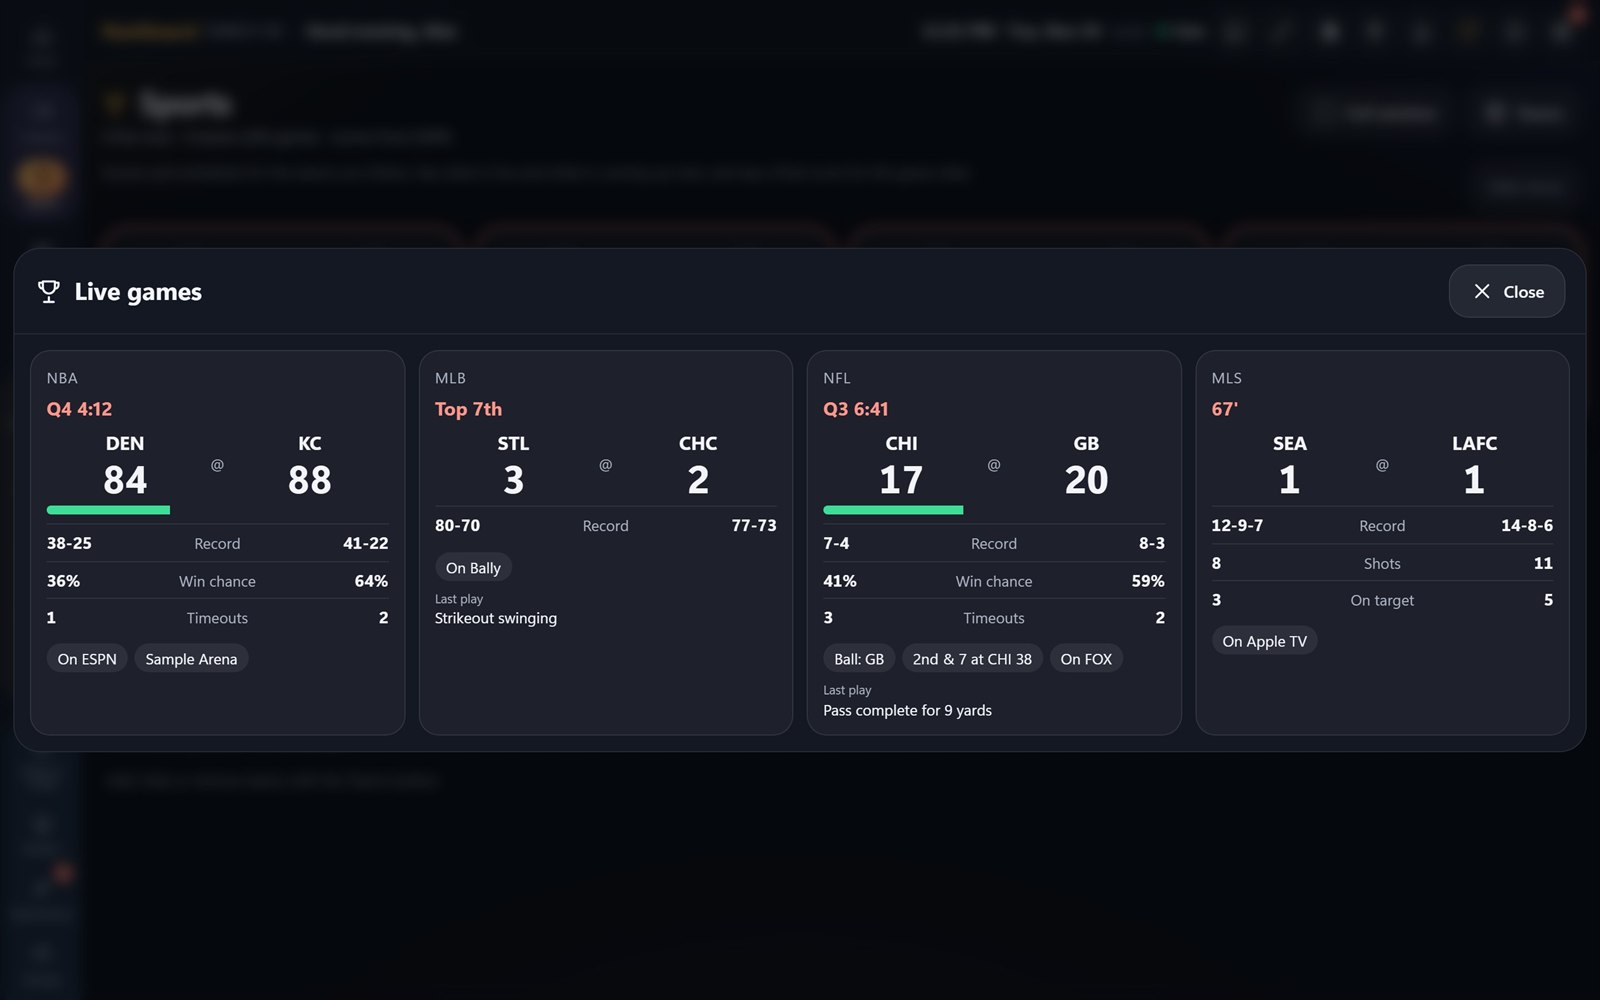 Sports
Live games
Close
NBA
Q4 4:12
DEN
84
@
KC
88
38-25 Record 41-22
36% Win chance 64%
1 Timeouts 2
On ESPN
Sample Arena
MLB
Top 7th
STL
3
@
CHC
2
80-70 Record 77-73
On Bally
Last play
Strikeout swinging
NFL
Q3 6:41
CHI
17
@
GB
20
7-4 Record 8-3
41% Win chance 59%
3 Timeouts 2
Ball: GB
2nd & 7 at CHI 38
On FOX
Last play
Pass complete for 9 yards
MLS
67'
SEA
1
@
LAFC
1
12-9-7 Record 14-8-6
8 Shots 11
3 On target 5
On Apple TV